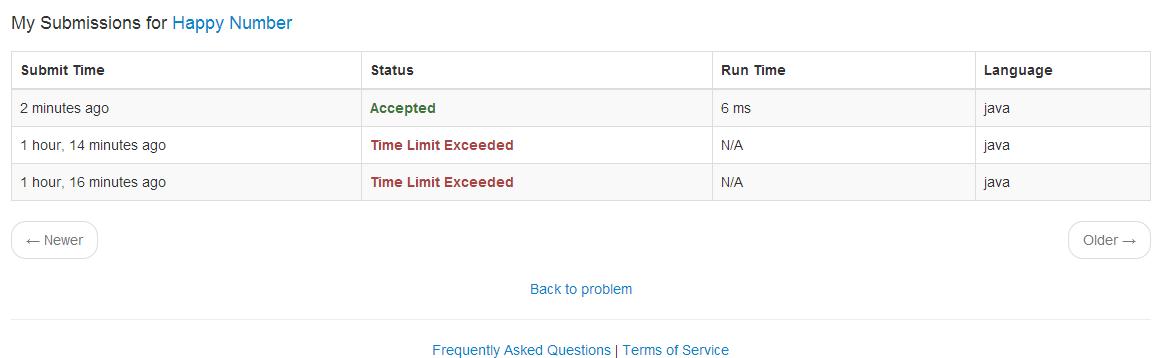 My Submissions for Happy Number
Submit Time Status Run Time Language
2 minutes ago Accepted 6 ms java
1 hour, 14 minutes ago Time Limit Exceeded N/A java
1 hour, 16 minutes ago Time Limit Exceeded N/A java
← Newer Older →
Back to problem
Frequently Asked Questions | Terms of Service